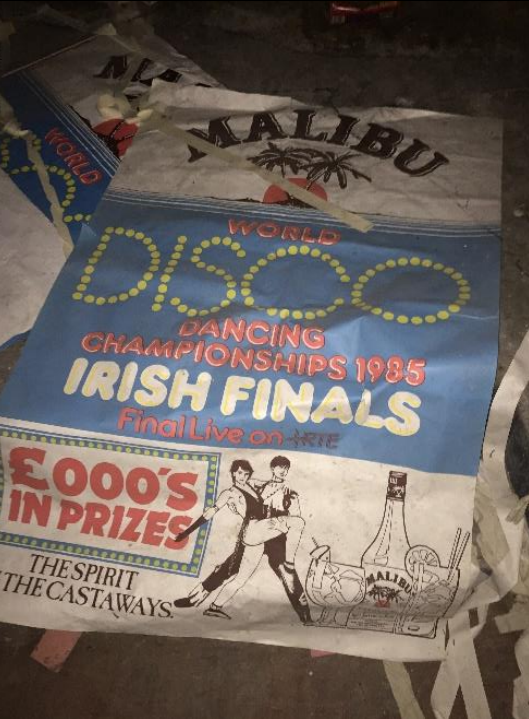 MALIBU
WORLD
DISCO
DANCING
CHAMPIONSHIPS 1985
IRISH FINALS
Final Live on RTE
£000'S
IN PRIZES
THE SPIRIT
THE CASTAWAYS.
MALIBU
WORLD